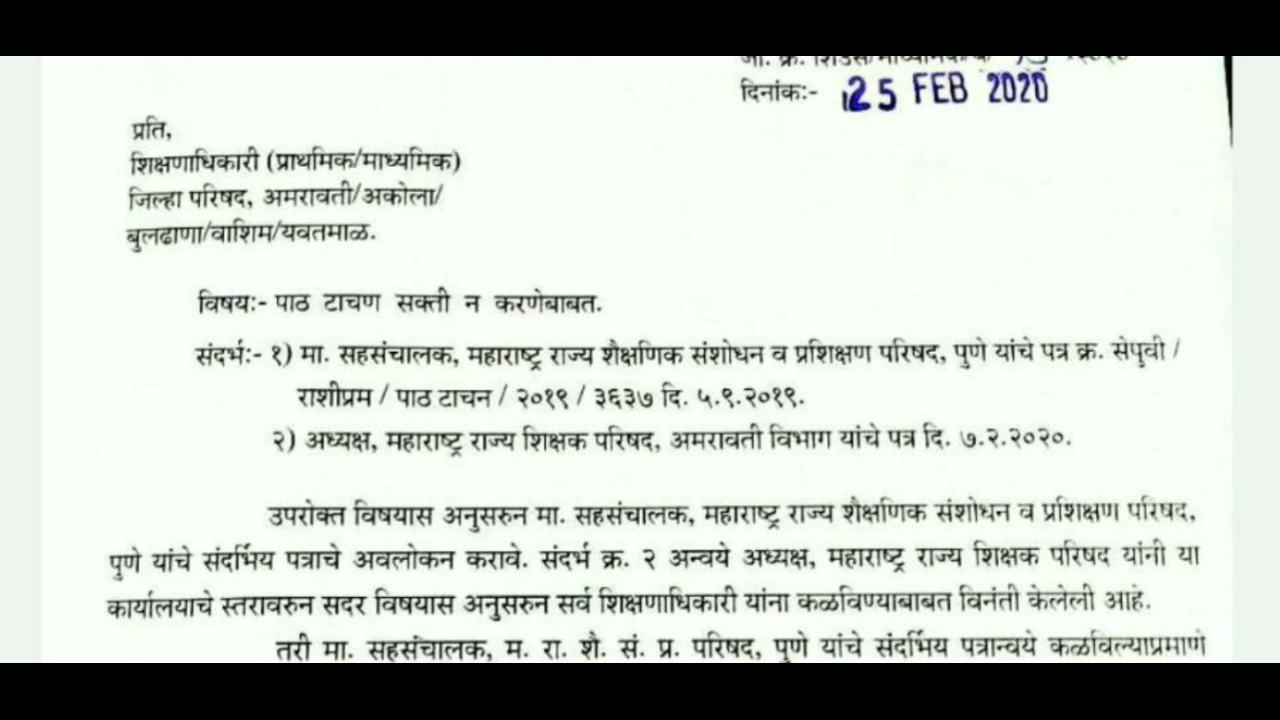 दिनांकः- 25 FEB 2020
प्रति,
शिक्षणाधिकारी (प्राथमिक/माध्यमिक)
जिल्हा परिषद, अमरावती/अकोला/
बुलढाणा/वाशिम/यवतमाळ.
विषयः- पाठ टाचण सक्ती न करणेबाबत.
संदर्भः- १) मा. सहसंचालक, महाराष्ट्र राज्य शैक्षणिक संशोधन व प्रशिक्षण परिषद, पुणे यांचे पत्र क्र. सेपुवी /
राशीप्रम / पाठ टाचन / २०१९ / ३६३७ दि. ५.९.२०१९.
२) अध्यक्ष, महाराष्ट्र राज्य शिक्षक परिषद, अमरावती विभाग यांचे पत्र दि. ७.२.२०२०.
उपरोक्त विषयास अनुसरुन मा. सहसंचालक, महाराष्ट्र राज्य शैक्षणिक संशोधन व प्रशिक्षण परिषद,
पुणे यांचे संदर्भिय पत्राचे अवलोकन करावे. संदर्भ क्र. २ अन्वये अध्यक्ष, महाराष्ट्र राज्य शिक्षक परिषद यांनी या
कार्यालयाचे स्तरावरुन सदर विषयास अनुसरुन सर्व शिक्षणाधिकारी यांना कळविण्याबाबत विनंती केलेली आहे.
तरी मा. सहसंचालक, म. रा. शै. सं. प्र. परिषद, पुणे यांचे संदर्भिय पत्रान्वये कळविल्याप्रमाणे